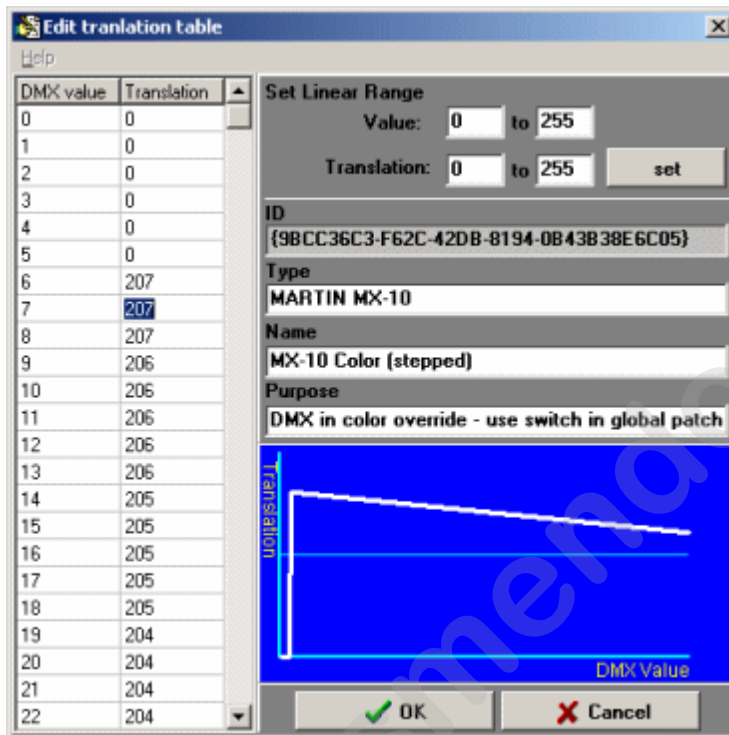 Edit tranlation table
Help
DMX value Translation
0 0
1 0
2 0
3 0
4 0
5 0
6 207
7 207
8 207
9 206
10 206
11 206
12 206
13 206
14 205
15 205
16 205
17 205
18 205
19 204
20 204
21 204
22 204
Set Linear Range
Value: 0 to 255
Translation: 0 to 255 set
ID
{9BCC36C3-F62C-42DB-8194-0B43B38E6C05}
Type
MARTIN MX-10
Name
MX-10 Color (stepped)
Purpose
DMX in color override - use switch in global patch
Translation
DMX Value
OK Cancel